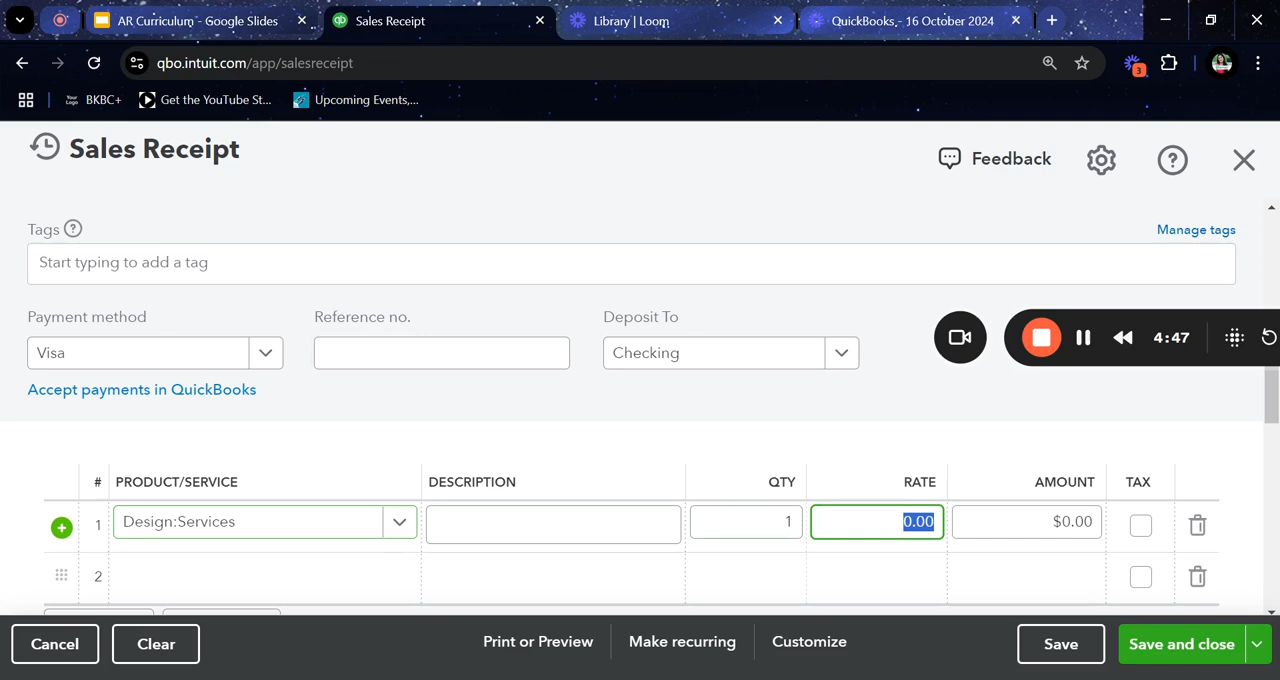 AR Curriculum - Google Slides
Sales Receipt
Library | Loom
QuickBooks - 16 October 2024
qbo.intuit.com/app/salesreceipt
3
BKBC+
Get the YouTube St...
Upcoming Events,...
Sales Receipt
Feedback
Tags
Manage tags
Start typing to add a tag
Payment method
Reference no.
Deposit To
Visa
Checking
4:47
Accept payments in QuickBooks
# PRODUCT/SERVICE DESCRIPTION QTY RATE AMOUNT TAX
1 Design:Services 1 0.00 $0.00
2
Cancel
Clear
Print or Preview
Make recurring
Customize
Save
Save and close